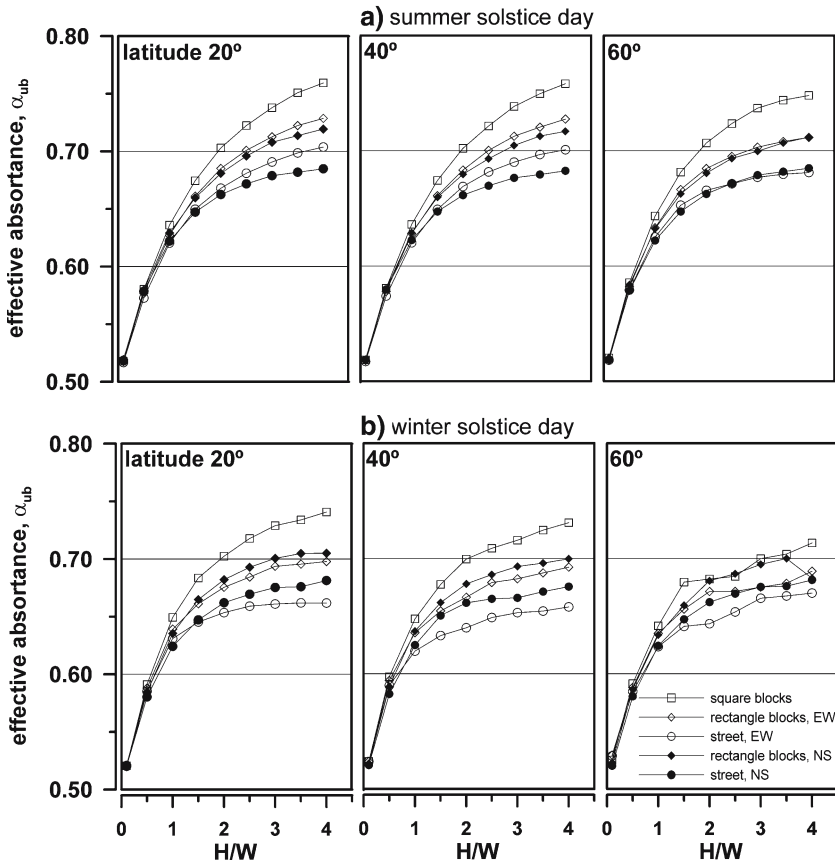 a) summer solstice day
0.80
0.70
0.60
0.50
effective absortance, αub
latitude 20º
40º
60º
b) winter solstice day
0.80
0.70
0.60
0.50
effective absortance, αub
latitude 20º
40º
60º
square blocks
rectangle blocks, EW
street, EW
rectangle blocks, NS
street, NS
0 1 2 3 4
0 1 2 3 4
0 1 2 3 4
H/W
H/W
H/W